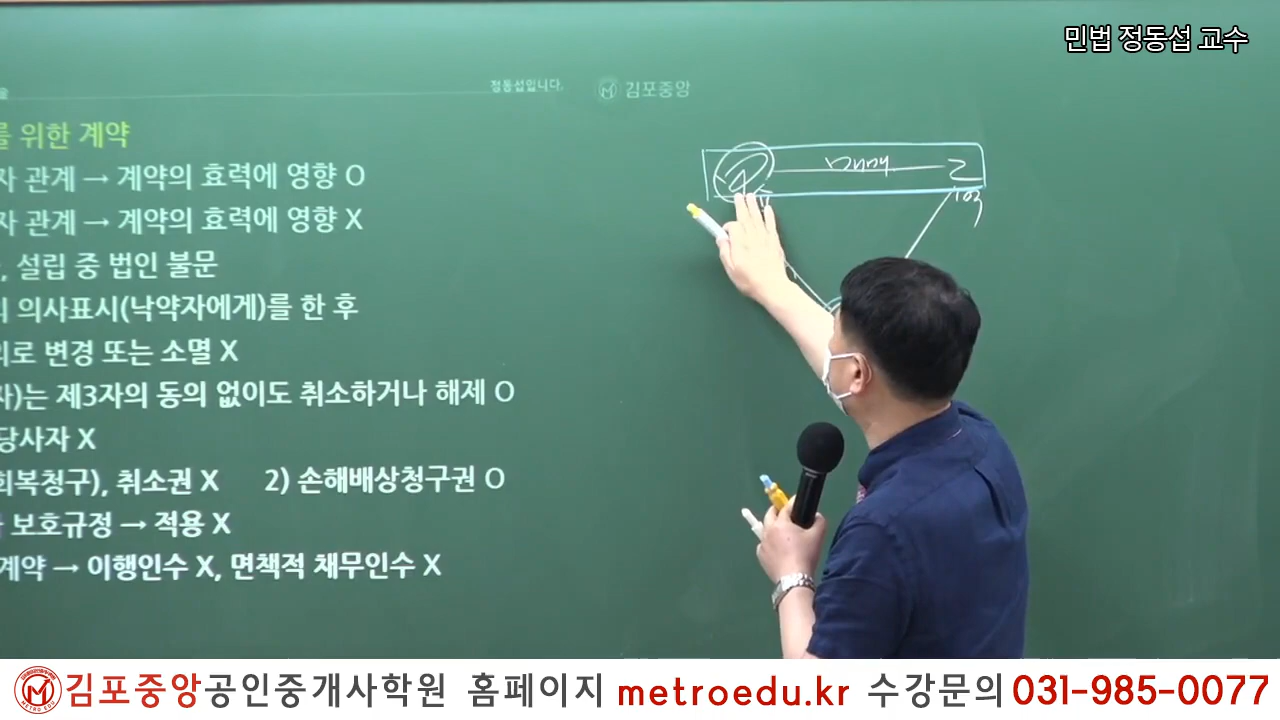 민법 정동섭 교수
정동섭입니다.
김포중앙
를 위한 계약
자 관계 → 계약의 효력에 영향 O
자 관계 → 계약의 효력에 영향 X
, 설립 중 법인 불문
의 의사표시(낙약자에게)를 한 후
의로 변경 또는 소멸 X
자)는 제3자의 동의 없이도 취소하거나 해제 O
당사자 X
회복청구), 취소권 X 2) 손해배상청구권 O
보호규정 → 적용 X
계약 → 이행인수 X, 면책적 채무인수 X
매매
김포중앙공인중개사학원 홈페이지 metroedu.kr 수강문의 031-985-0077
METRO EDU